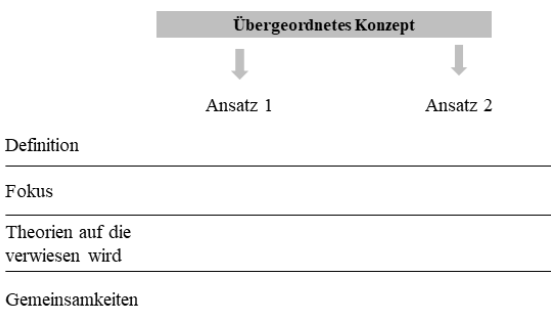 Übergeordnetes Konzept
Ansatz 1
Ansatz 2
Definition
Fokus
Theorien auf die
verwiesen wird
Gemeinsamkeiten